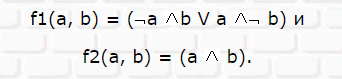 f1(a, b) = (¬a ∧b V a ∧¬ b) и
f2(a, b) = (a ∧ b).